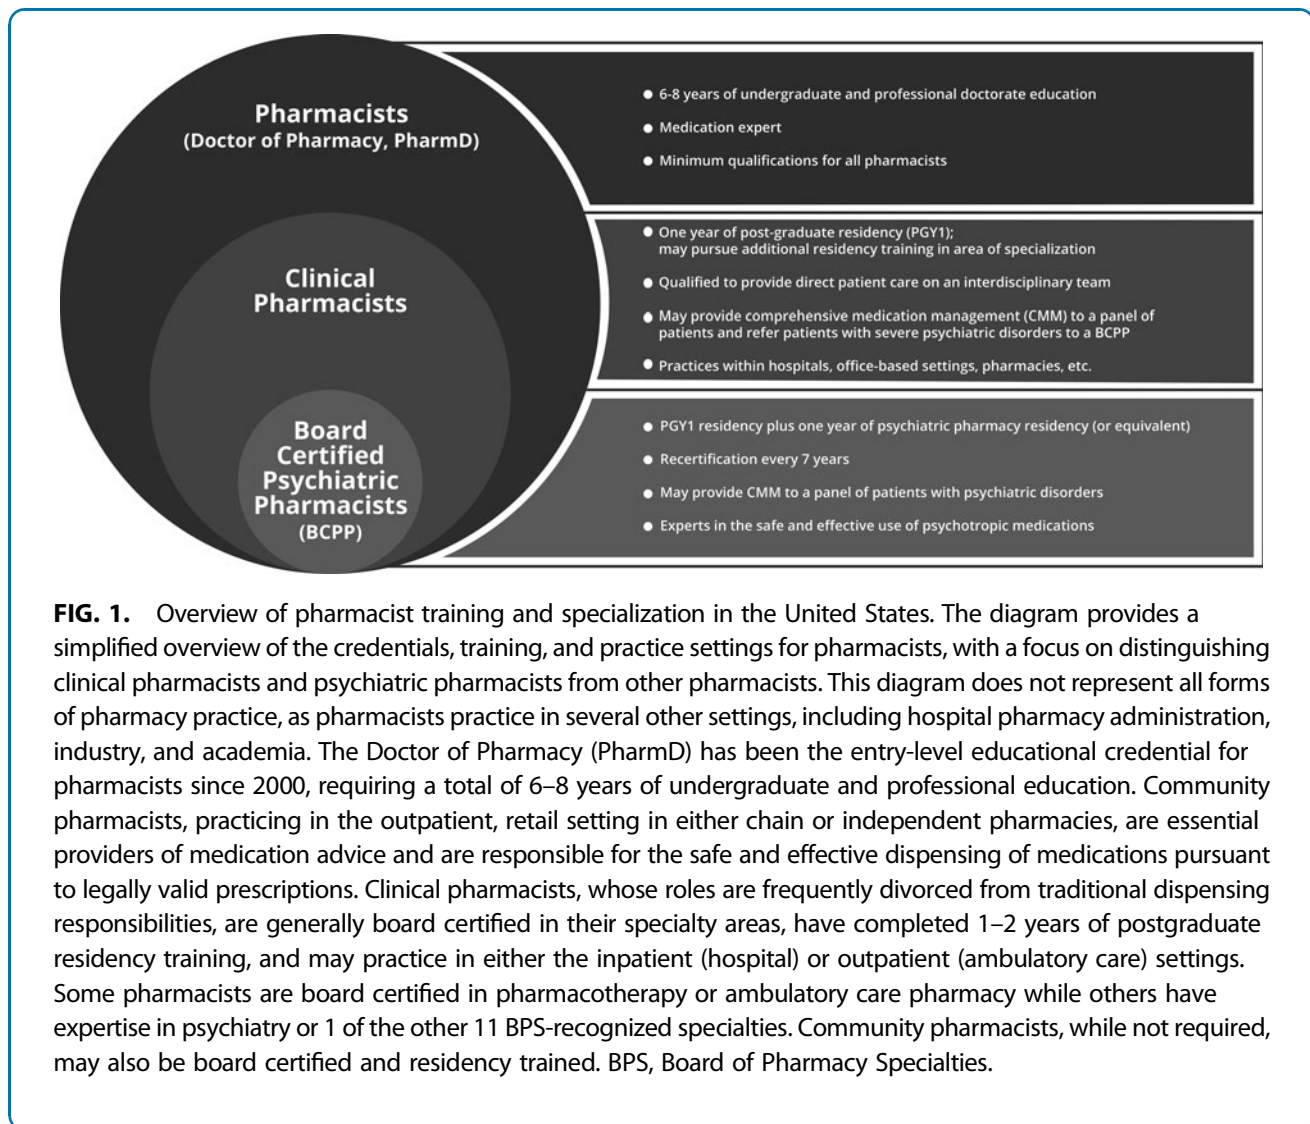 Pharmacists
(Doctor of Pharmacy, PharmD)
Clinical
Pharmacists
Board
Certified
Psychiatric
Pharmacists
(BCPP)
● 6-8 years of undergraduate and professional doctorate education
● Medication expert
● Minimum qualifications for all pharmacists
● One year of post-graduate residency (PGY1);
may pursue additional residency training in area of specialization
● Qualified to provide direct patient care on an interdisciplinary team
● May provide comprehensive medication management (CMM) to a panel of
patients and refer patients with severe psychiatric disorders to a BCPP
● Practices within hospitals, office-based settings, pharmacies, etc.
● PGY1 residency plus one year of psychiatric pharmacy residency (or equivalent)
● Recertification every 7 years
● May provide CMM to a panel of patients with psychiatric disorders
● Experts in the safe and effective use of psychotropic medications
FIG. 1. Overview of pharmacist training and specialization in the United States. The diagram provides a
simplified overview of the credentials, training, and practice settings for pharmacists, with a focus on distinguishing
clinical pharmacists and psychiatric pharmacists from other pharmacists. This diagram does not represent all forms
of pharmacy practice, as pharmacists practice in several other settings, including hospital pharmacy administration,
industry, and academia. The Doctor of Pharmacy (PharmD) has been the entry-level educational credential for
pharmacists since 2000, requiring a total of 6–8 years of undergraduate and professional education. Community
pharmacists, practicing in the outpatient, retail setting in either chain or independent pharmacies, are essential
providers of medication advice and are responsible for the safe and effective dispensing of medications pursuant
to legally valid prescriptions. Clinical pharmacists, whose roles are frequently divorced from traditional dispensing
responsibilities, are generally board certified in their specialty areas, have completed 1–2 years of postgraduate
residency training, and may practice in either the inpatient (hospital) or outpatient (ambulatory care) settings.
Some pharmacists are board certified in pharmacotherapy or ambulatory care pharmacy while others have
expertise in psychiatry or 1 of the other 11 BPS-recognized specialties. Community pharmacists, while not required,
may also be board certified and residency trained. BPS, Board of Pharmacy Specialties.